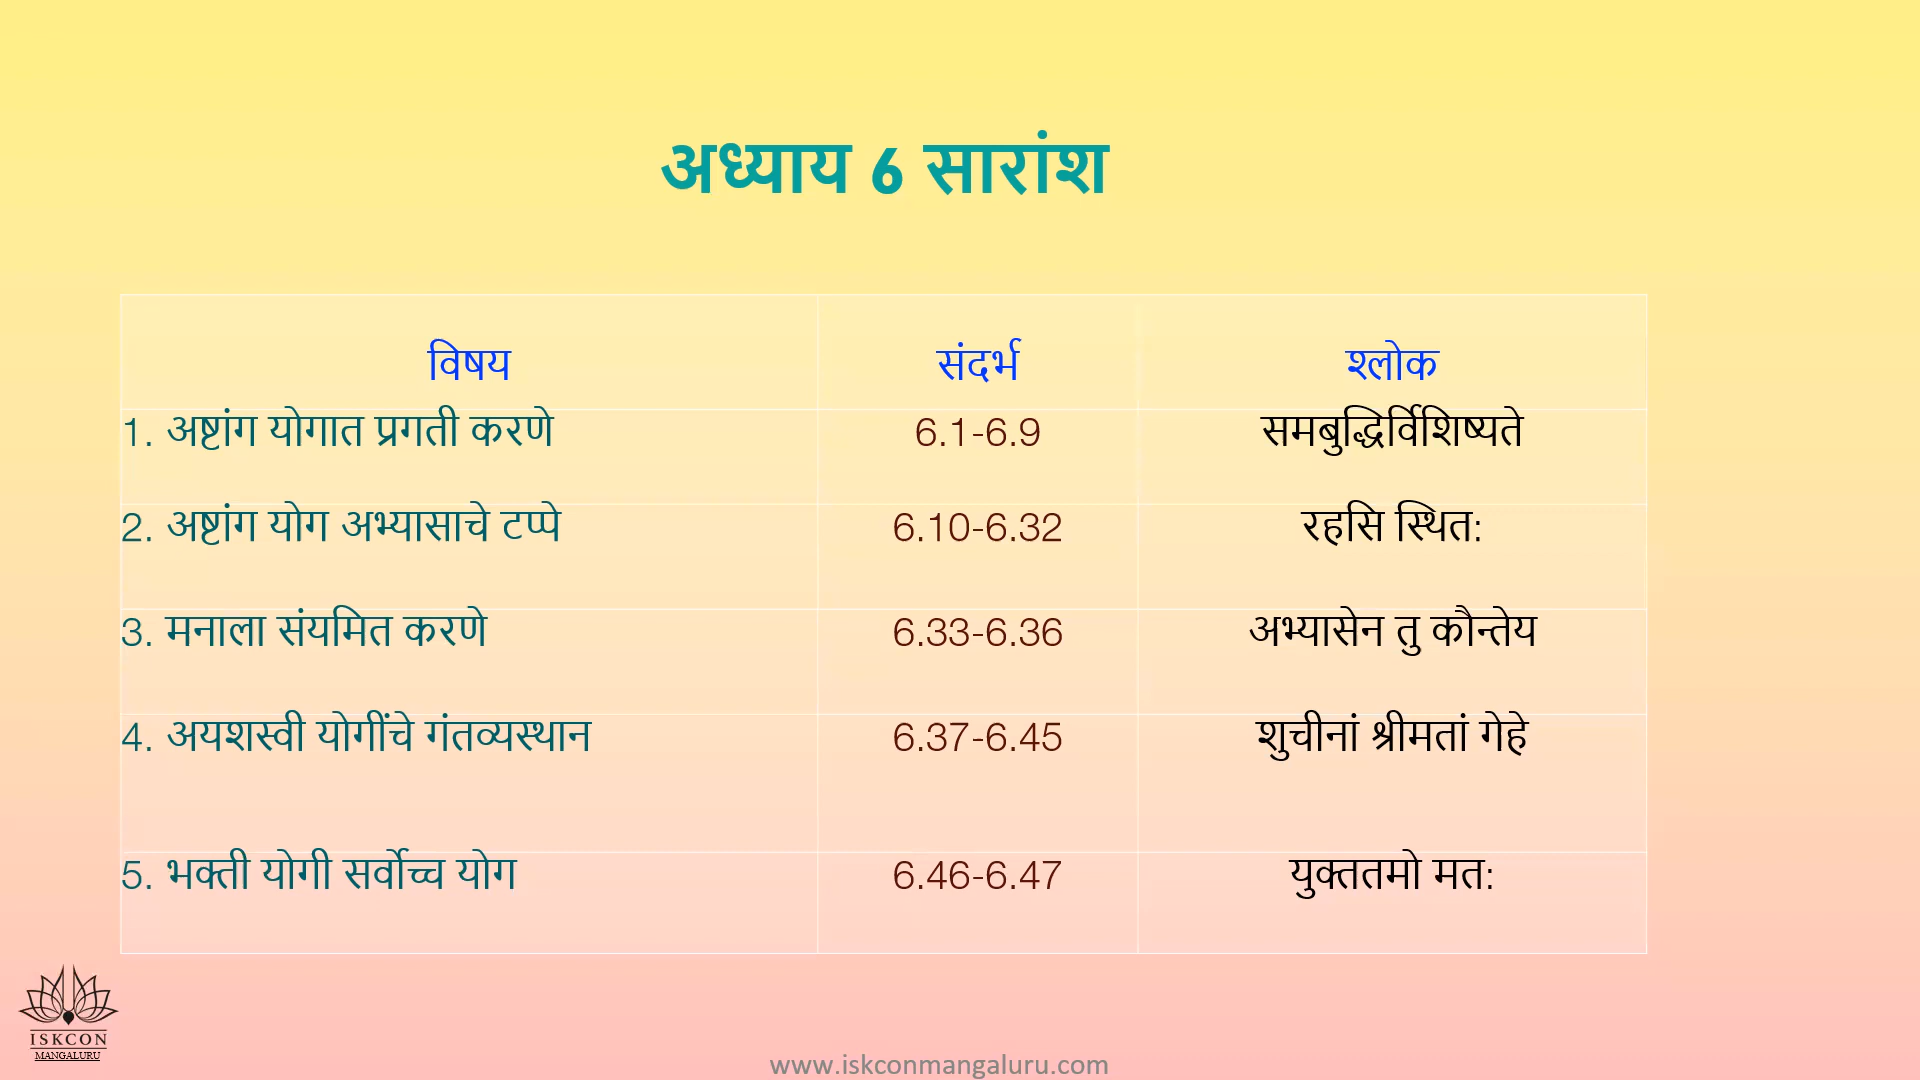 अध्याय 6 सारांश
विषय संदर्भ श्लोक
1. अष्टांग योगात प्रगती करणे 6.1-6.9 समबुद्धिर्विशिष्यते
2. अष्टांग योग अभ्यासाचे टप्पे 6.10-6.32 रहसि स्थित:
3. मनाला संयमित करणे 6.33-6.36 अभ्यासेन तु कौन्तेय
4. अयशस्वी योगींचे गंतव्यस्थान 6.37-6.45 शुचीनां श्रीमतां गेहे
5. भक्ती योगी सर्वोच्च योग 6.46-6.47 युक्ततमो मत:
ISKCON
MANGALURU
www.iskconmangaluru.com